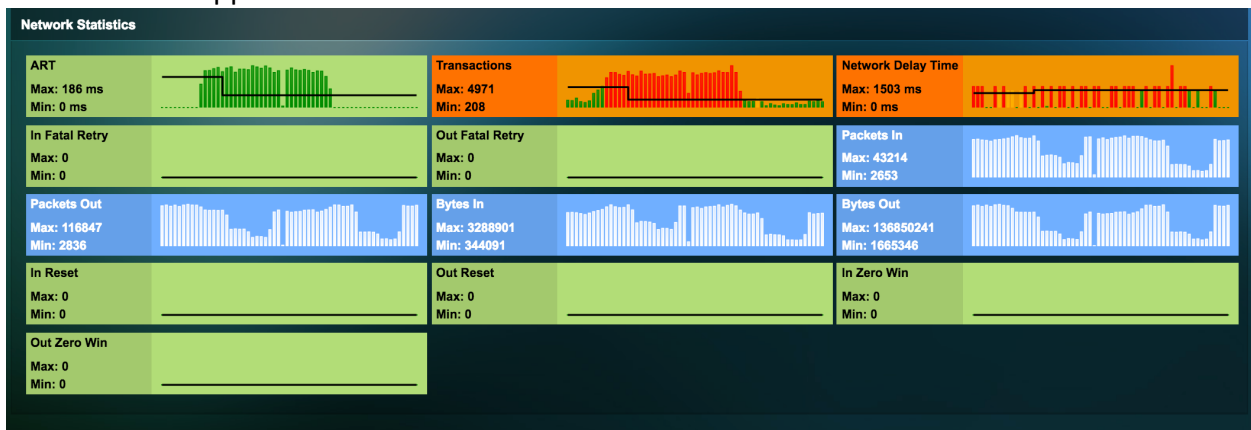 Network Statistics
ART
Max: 186 ms
Min: 0 ms
Transactions
Max: 4971
Min: 208
Network Delay Time
Max: 1503 ms
Min: 0 ms
In Fatal Retry
Max: 0
Min: 0
Out Fatal Retry
Max: 0
Min: 0
Packets In
Max: 43214
Min: 2653
Packets Out
Max: 116847
Min: 2836
Bytes In
Max: 3288901
Min: 344091
Bytes Out
Max: 136850241
Min: 1665346
In Reset
Max: 0
Min: 0
Out Reset
Max: 0
Min: 0
In Zero Win
Max: 0
Min: 0
Out Zero Win
Max: 0
Min: 0